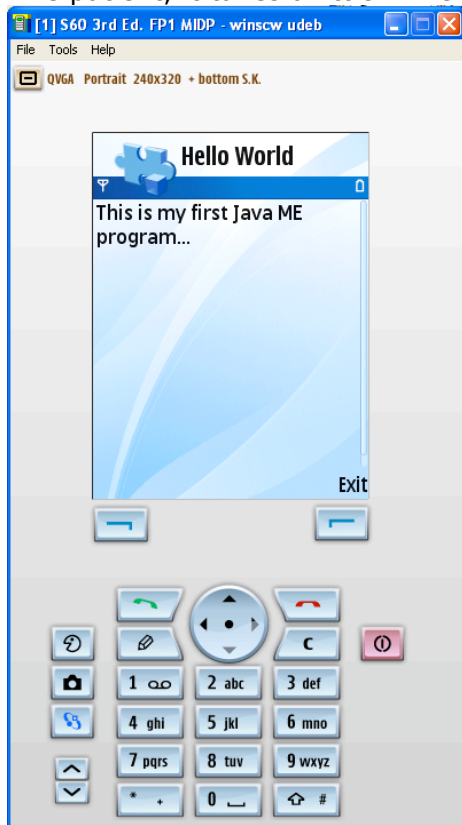 [1] S60 3rd Ed. FP1 MIDP - winscw udeb
File Tools Help
QVGA Portrait 240x320 + bottom S.K.
Hello World
This is my first Java ME
program...
Exit
C
1
2 abc
3 def
4 ghi
5 jkl
6 mno
7 pqrs
8 tuv
9 wxyz
* +
0
#